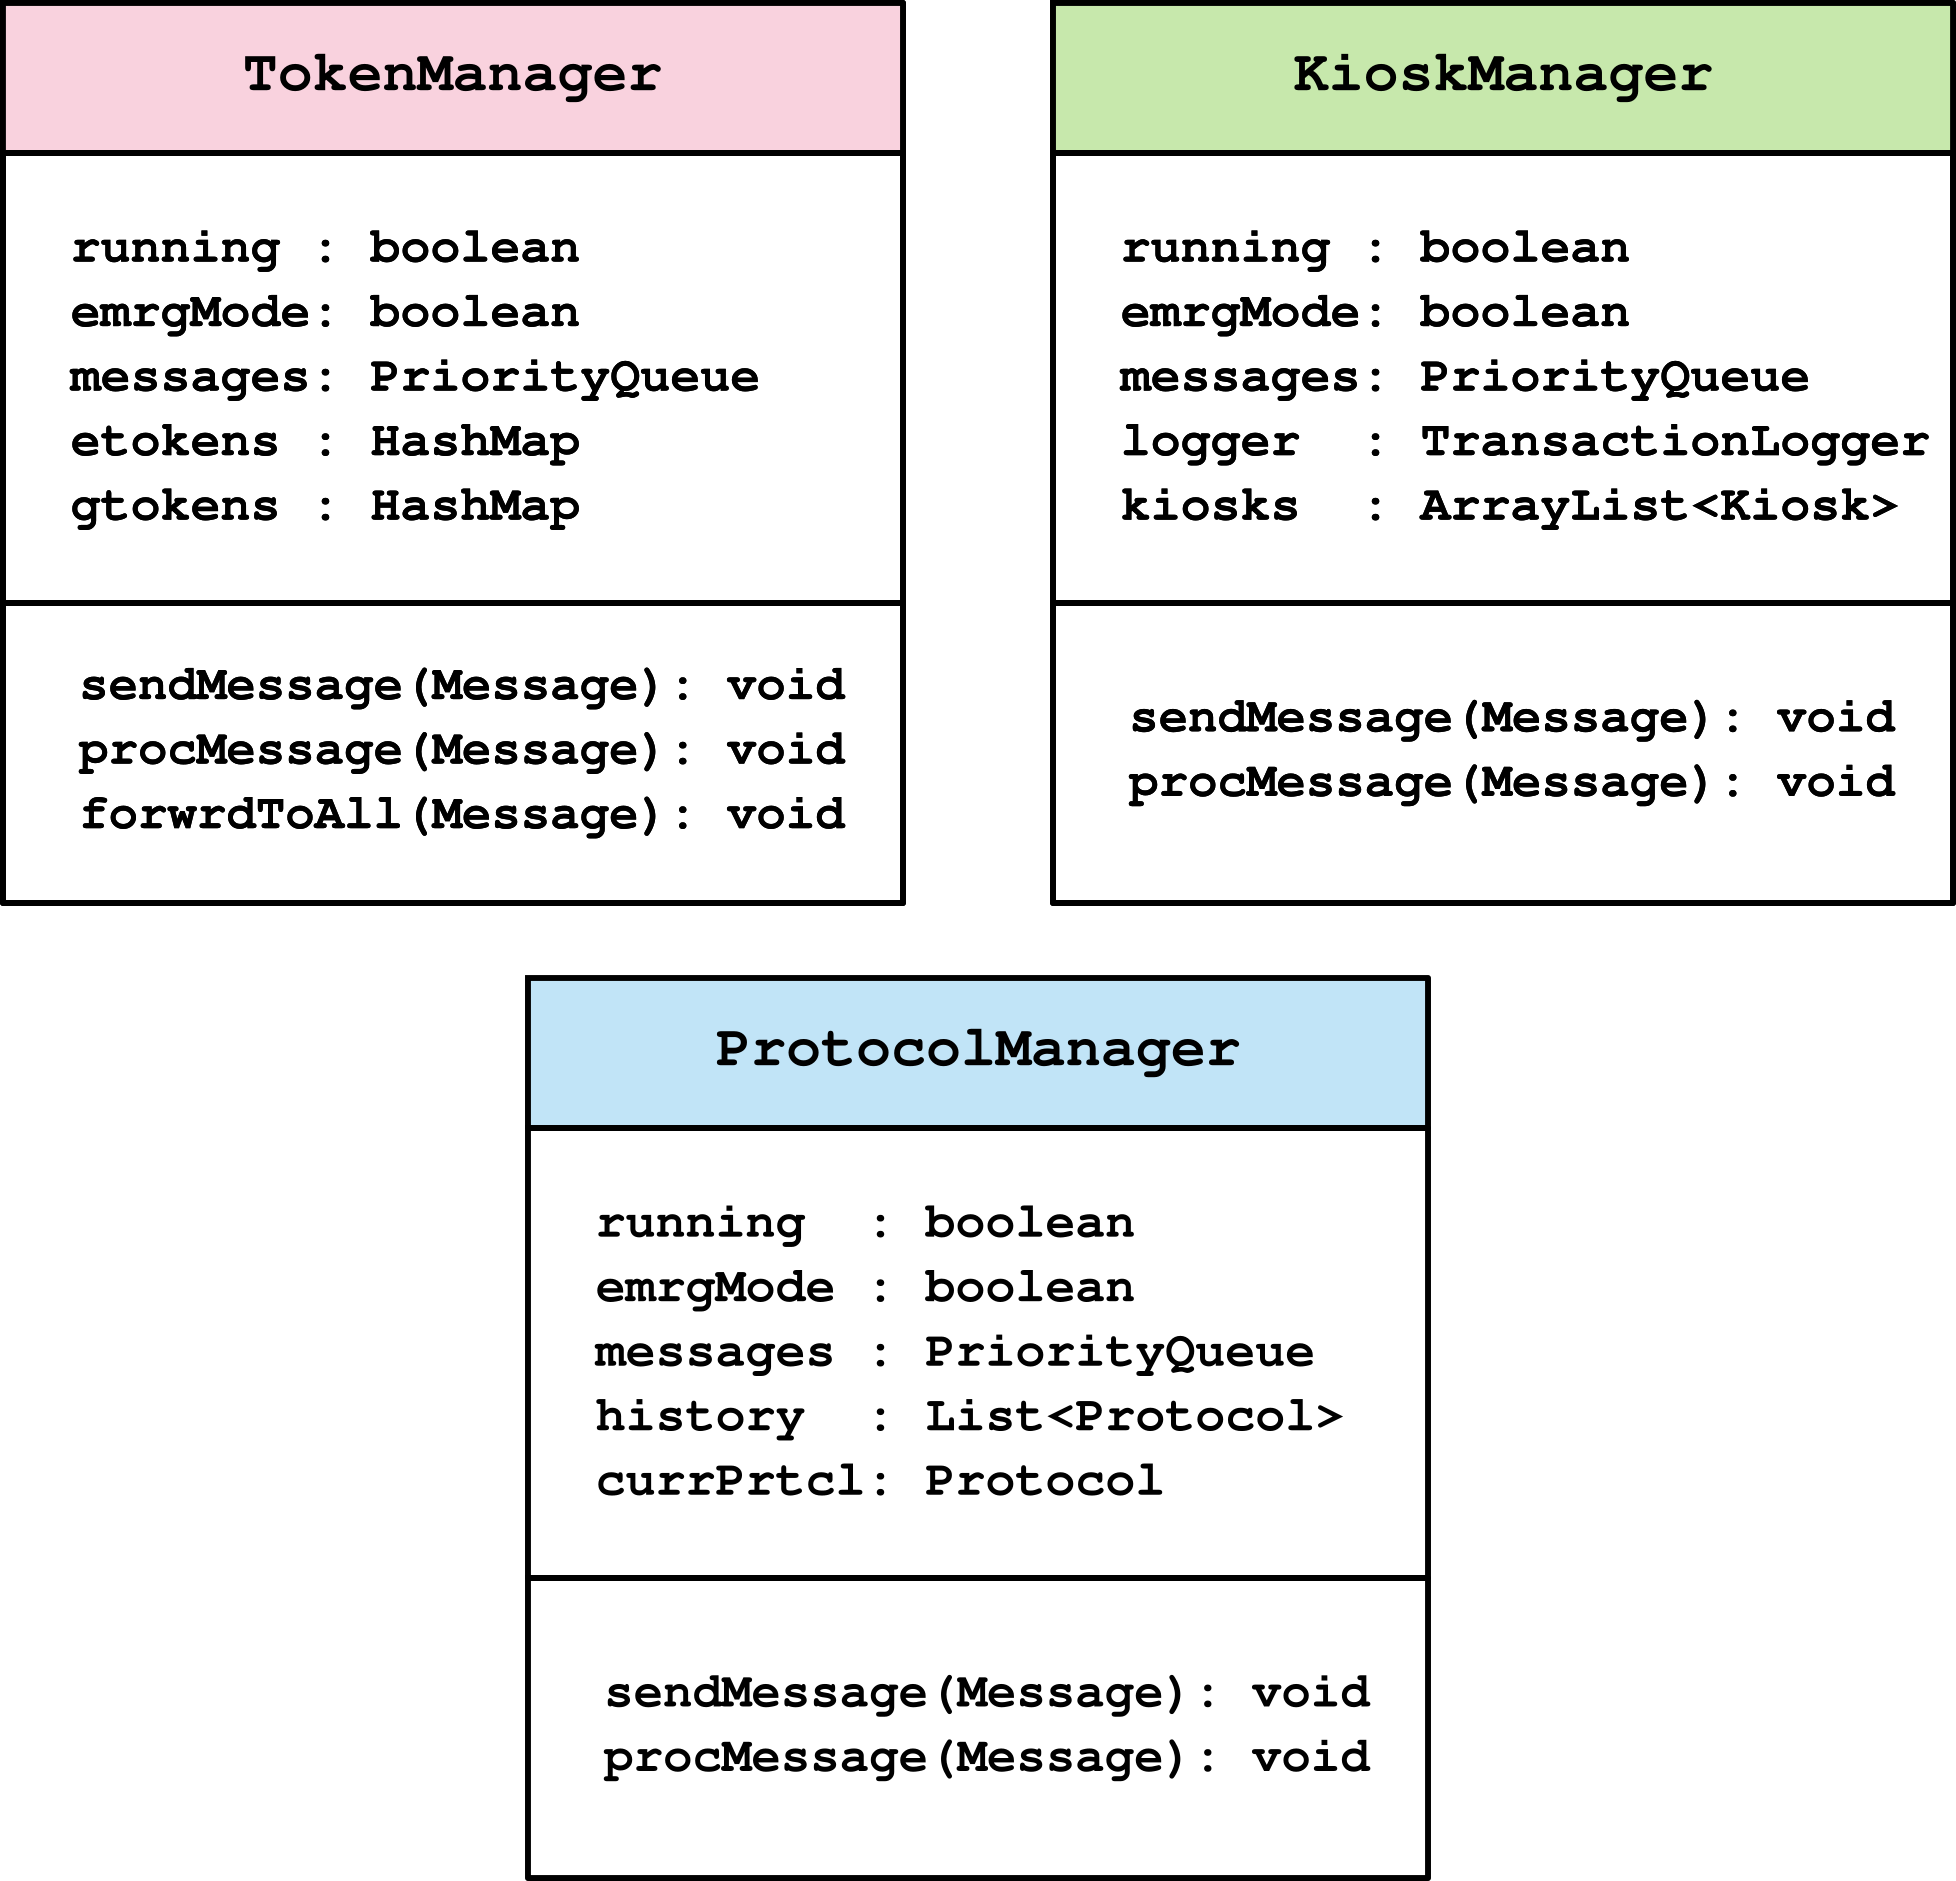 TokenManager
running : boolean
emrgMode: boolean
messages: PriorityQueue
etokens : HashMap
gtokens : HashMap
sendMessage(Message): void
procMessage(Message): void
forwrdToAll(Message): void
KioskManager
running : boolean
emrgMode: boolean
messages: PriorityQueue
logger  : TransactionLogger
kiosks  : ArrayList<Kiosk>
sendMessage(Message): void
procMessage(Message): void
ProtocolManager
running  : boolean
emrgMode : boolean
messages : PriorityQueue
history  : List<Protocol>
currPrtcl: Protocol
sendMessage(Message): void
procMessage(Message): void